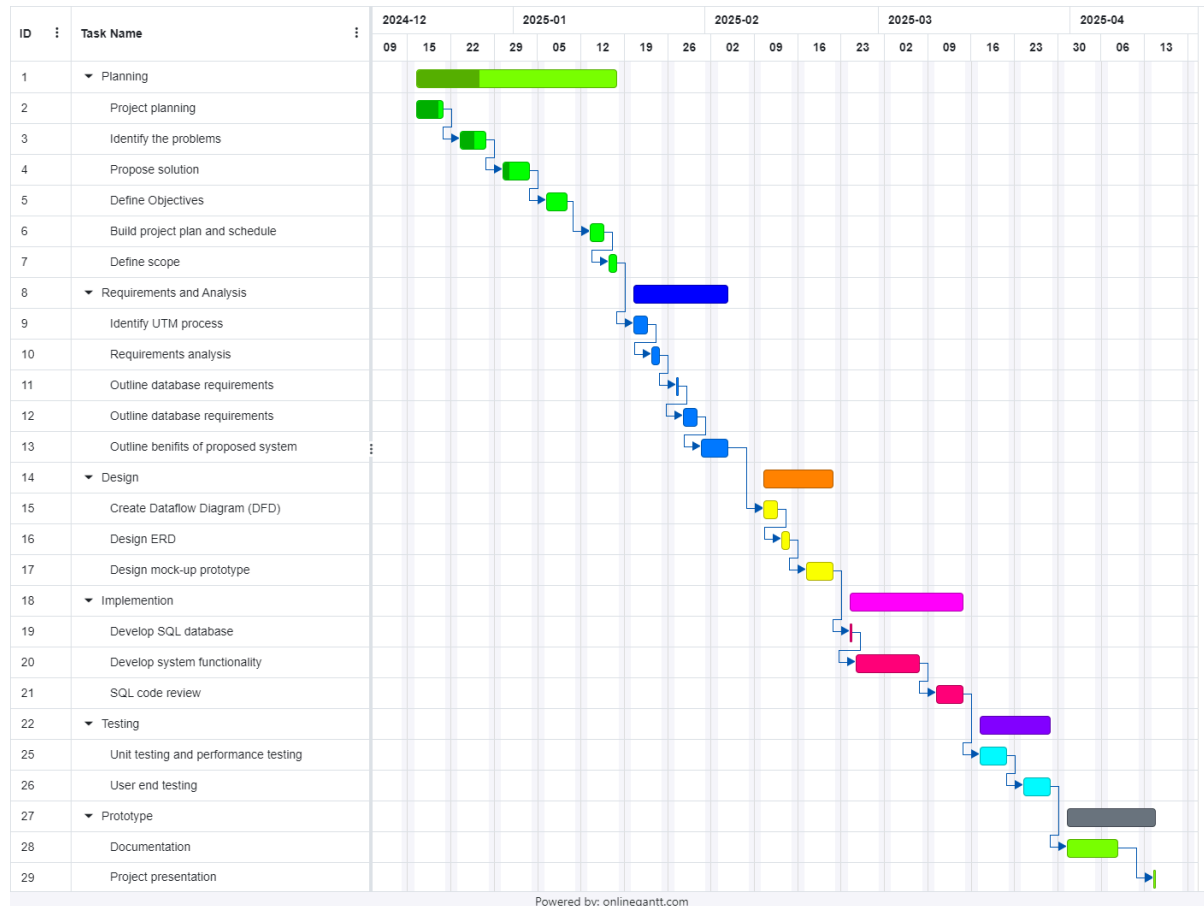 ID Task Name 2024-12 2025-01 2025-02 2025-03 2025-04
09 15 22 29 05 12 19 26 02 09 16 23 02 09 16 23 30 06 13
1 Planning
2 Project planning
3 Identify the problems
4 Propose solution
5 Define Objectives
6 Build project plan and schedule
7 Define scope
8 Requirements and Analysis
9 Identify UTM process
10 Requirements analysis
11 Outline database requirements
12 Outline database requirements
13 Outline benifits of proposed system
14 Design
15 Create Dataflow Diagram (DFD)
16 Design ERD
17 Design mock-up prototype
18 Implemention
19 Develop SQL database
20 Develop system functionality
21 SQL code review
22 Testing
25 Unit testing and performance testing
26 User end testing
27 Prototype
28 Documentation
29 Project presentation
Powered by: onlinegantt.com